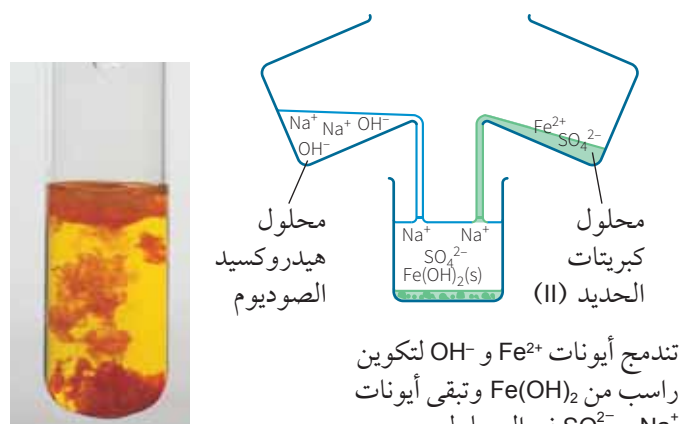 Na⁺ Na⁺ OH⁻
OH⁻
Fe²⁺
SO₄²⁻
محلول
هيدروكسيد
الصوديوم
Na⁺ Na⁺
SO₄²⁻
Fe(OH)₂(s)
محلول
كبريتات
الحديد (II)
تندمج أيونات Fe²⁺ و OH⁻ لتكوين
راسب من Fe(OH)₂ وتبقى أيونات